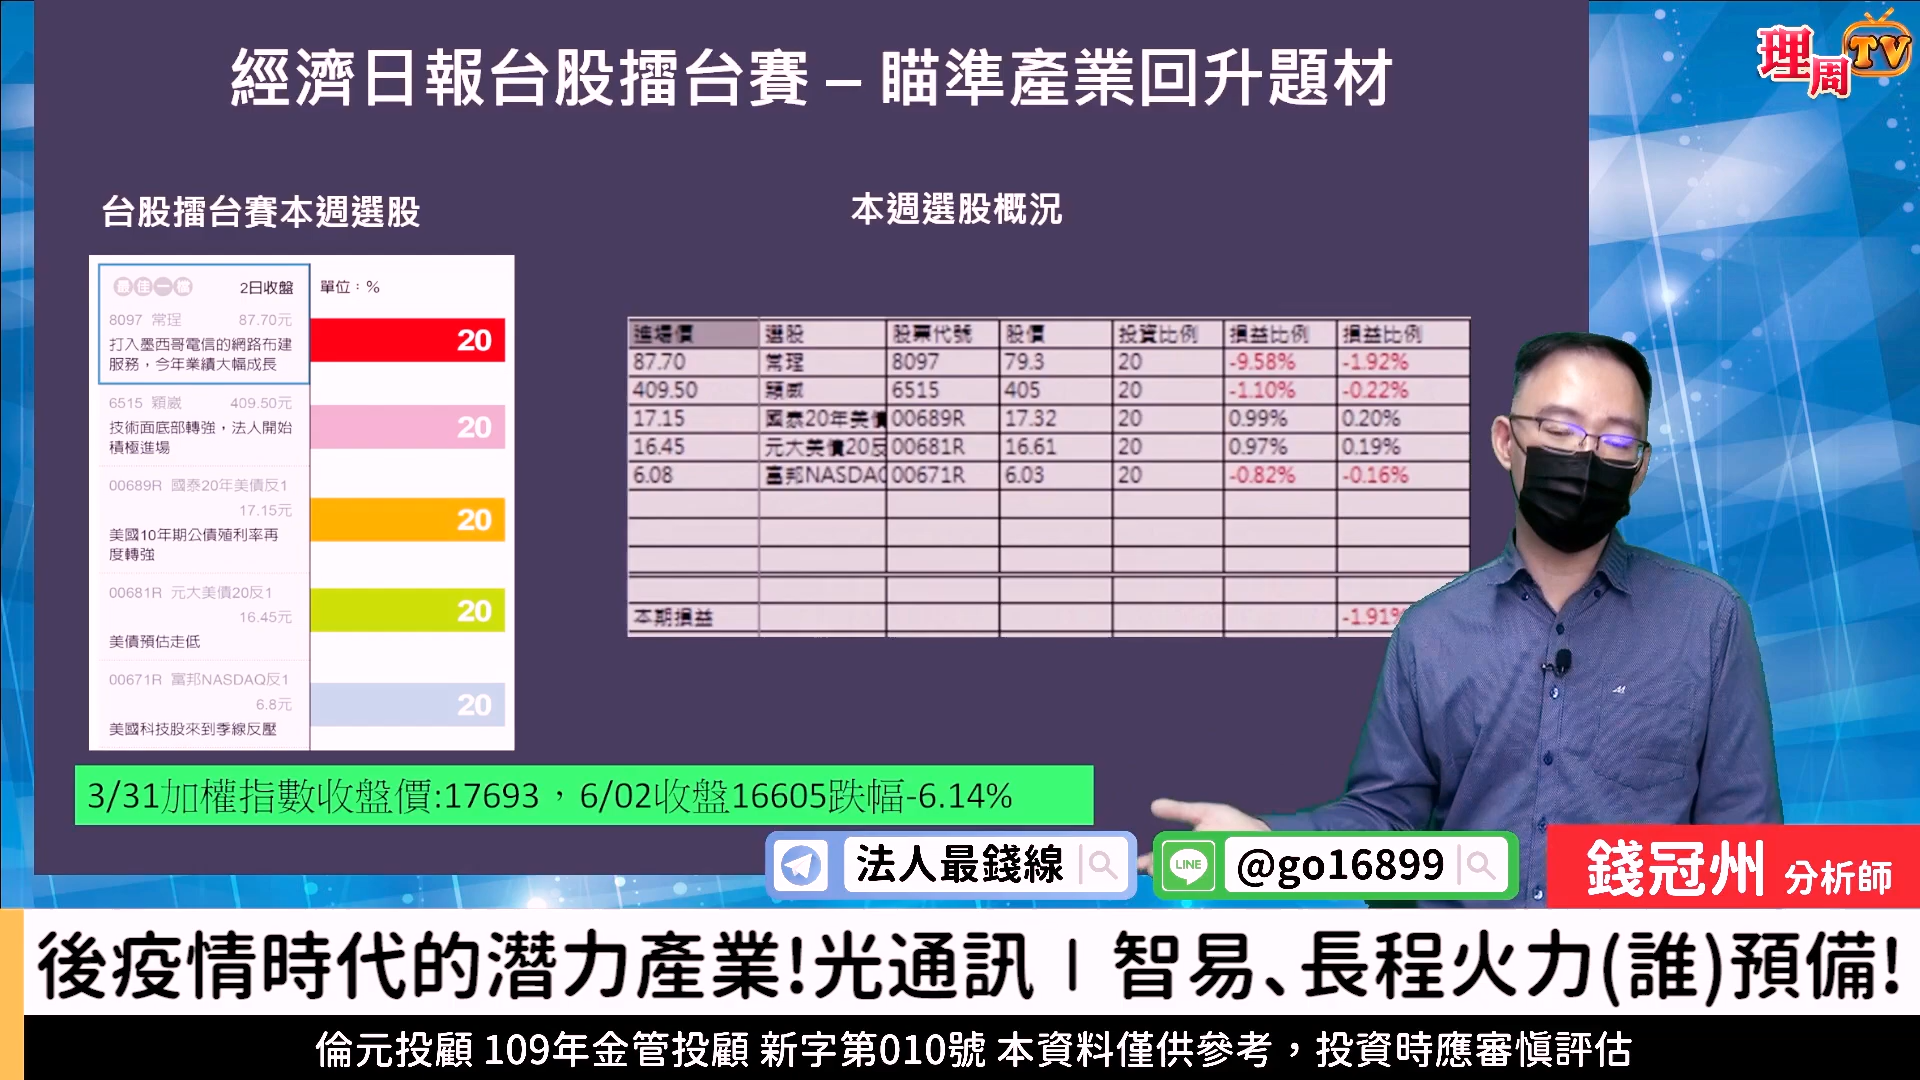 經濟日報台股擂台賽 – 瞄準產業回升題材
理周TV
台股擂台賽本週選股
本週選股概況
最佳一檔 2日收盤 單位：%
8097 常珵 87.70元
打入墨西哥電信的網路布建
服務，今年業績大幅成長
20
6515 穎崴 409.50元
技術面底部轉強，法人開始
積極進場
20
00689R 國泰20年美債反1
17.15元
美國10年期公債殖利率再
度轉強
20
00681R 元大美債20反1
16.45元
美債預估走低
20
00671R 富邦NASDAQ反1
6.8元
美國科技股來到季線反壓
20
進場價 選股 股票代號 股價 投資比例 損益比例 損益比例
87.70 常珵 8097 79.3 20 -9.58% -1.92%
409.50 穎崴 6515 405 20 -1.10% -0.22%
17.15 國泰20年美債 00689R 17.32 20 0.99% 0.20%
16.45 元大美債20反 00681R 16.61 20 0.97% 0.19%
6.08 富邦NASDAQ 00671R 6.03 20 -0.82% -0.16%
本期損益 -1.91%
3/31加權指數收盤價:17693，6/02收盤16605跌幅-6.14%
法人最錢線
LINE @go16899
錢冠州 分析師
後疫情時代的潛力產業!光通訊｜智易、長程火力(誰)預備!
倫元投顧 109年金管投顧 新字第010號 本資料僅供參考，投資時應審慎評估